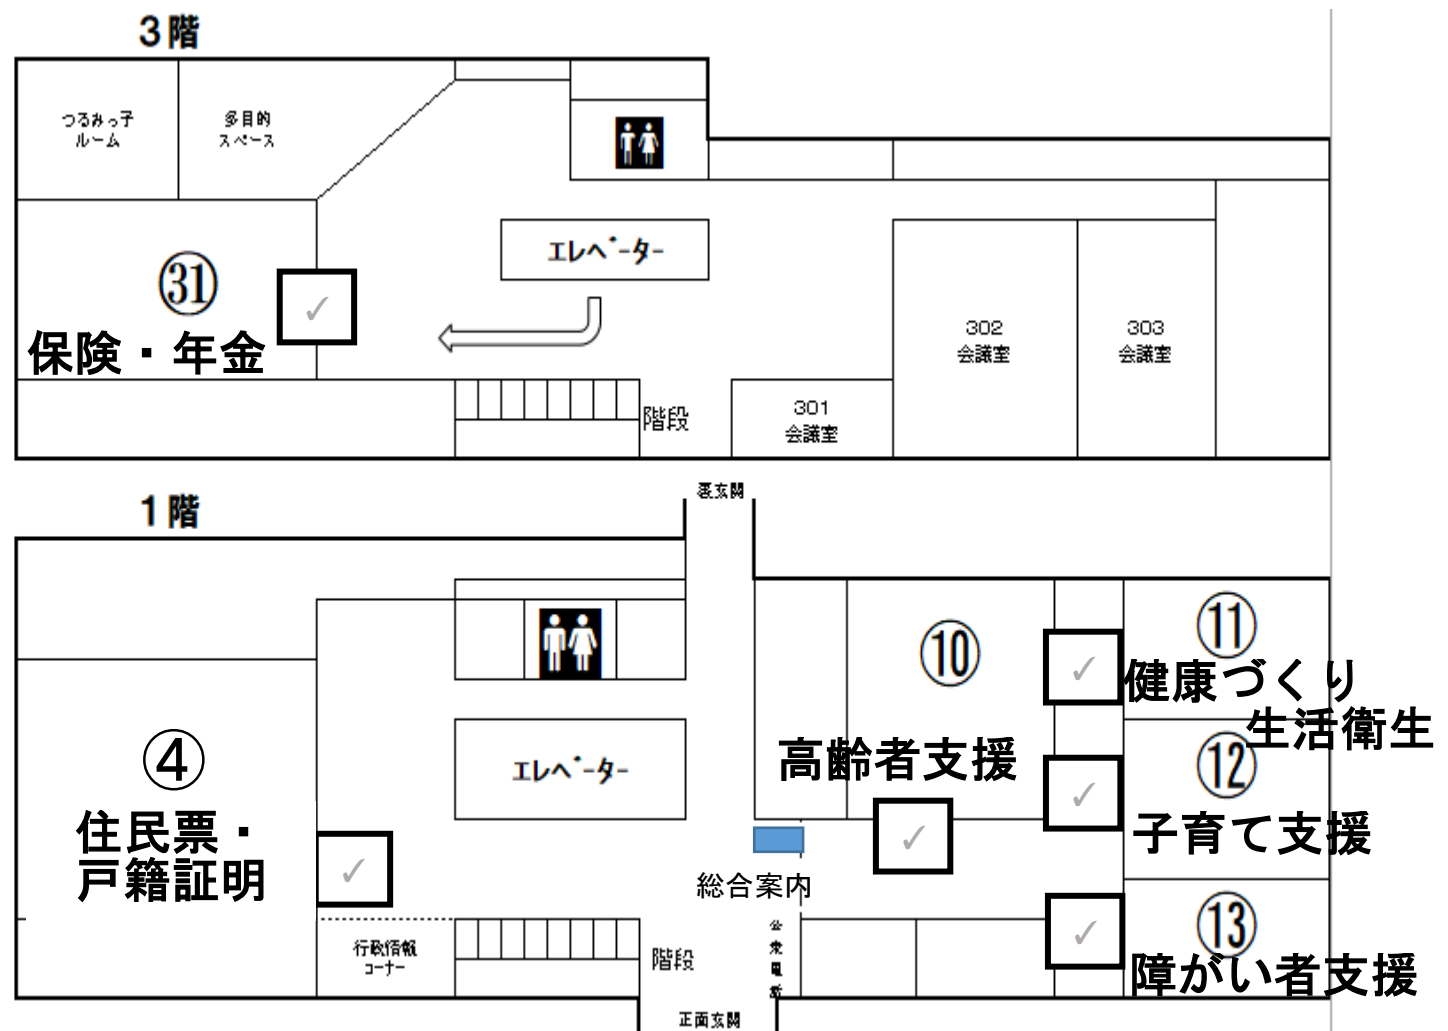 3階
つるみっ子
ルーム
多目的
スペース
エレベーター
㉛
✓
保険・年金
302
会議室
303
会議室
301
会議室
階段
1階
裏玄関
⑩
⑪
✓
健康づくり
生活衛生
④
エレベーター
高齢者支援
✓
⑫
✓
子育て支援
住民票・
戸籍証明
✓
総合案内
行政情報
コーナー
階段
公衆電話
✓
⑬
障がい者支援
正面玄関